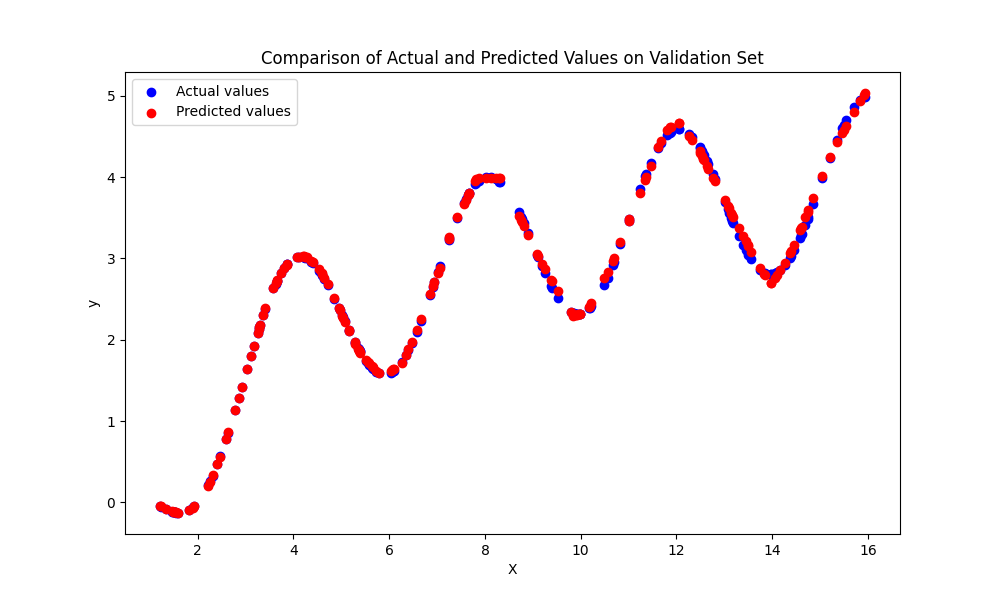 Comparison of Actual and Predicted Values on Validation Set
Actual values
Predicted values
5
4
3
2
1
0
y
2 4 6 8 10 12 14 16
X